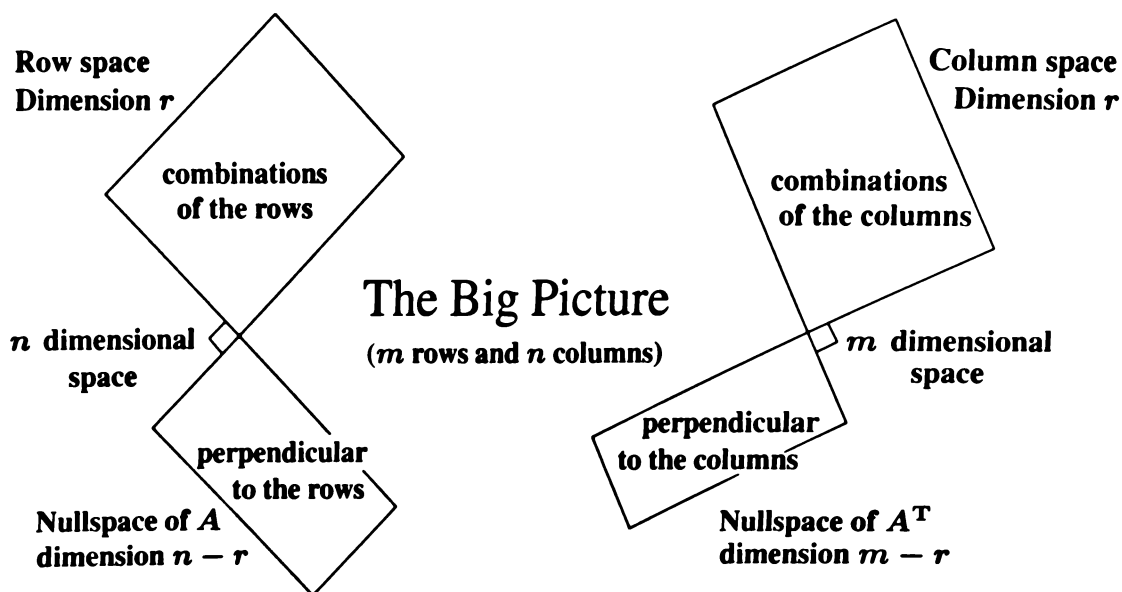 Row space
Dimension r
combinations
of the rows
n dimensional
space
perpendicular
to the rows
Nullspace of A
dimension n − r
The Big Picture
(m rows and n columns)
Column space
Dimension r
combinations
of the columns
m dimensional
space
perpendicular
to the columns
Nullspace of Aᵀ
dimension m − r